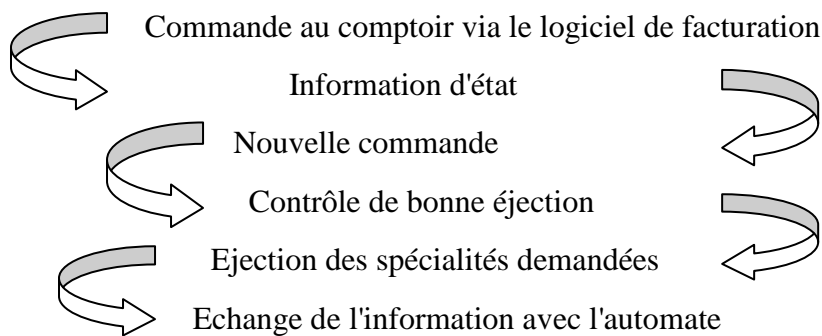 Commande au comptoir via le logiciel de facturation
Information d'état
Nouvelle commande
Contrôle de bonne éjection
Ejection des spécialités demandées
Echange de l'information avec l'automate